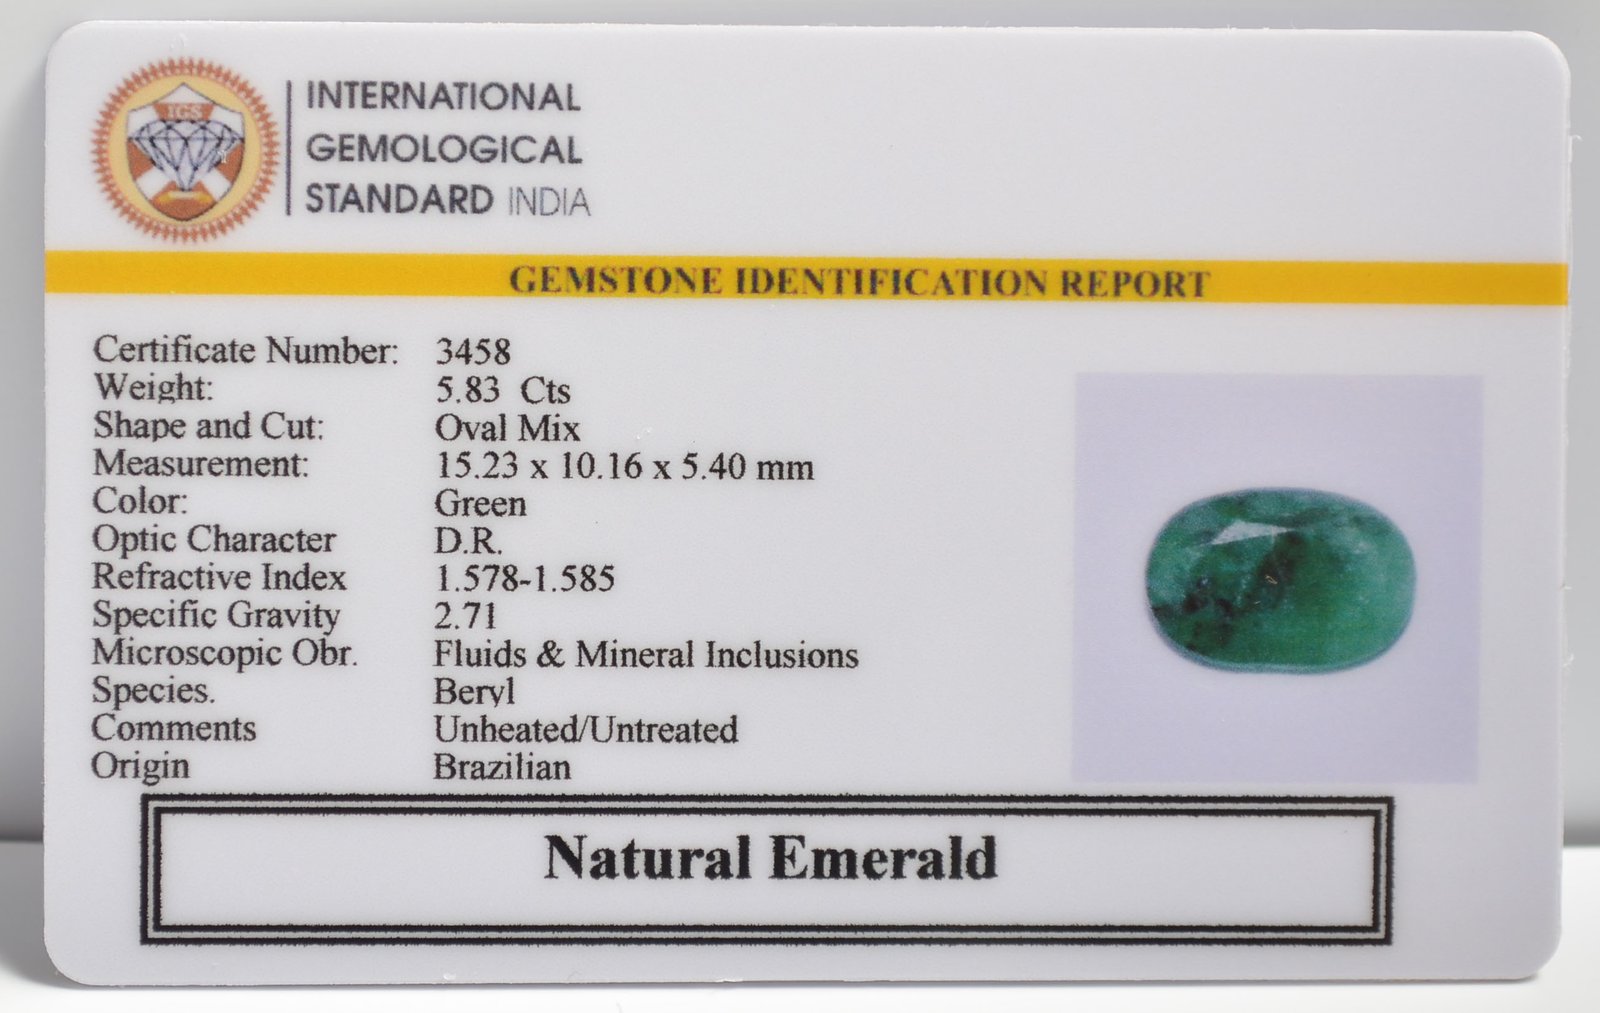 IGS
INTERNATIONAL
GEMOLOGICAL
STANDARD INDIA
GEMSTONE IDENTIFICATION REPORT
Certificate Number: 3458
Weight: 5.83 Cts
Shape and Cut: Oval Mix
Measurement: 15.23 x 10.16 x 5.40 mm
Color: Green
Optic Character D.R.
Refractive Index 1.578-1.585
Specific Gravity 2.71
Microscopic Obr. Fluids & Mineral Inclusions
Species. Beryl
Comments Unheated/Untreated
Origin Brazilian
Natural Emerald